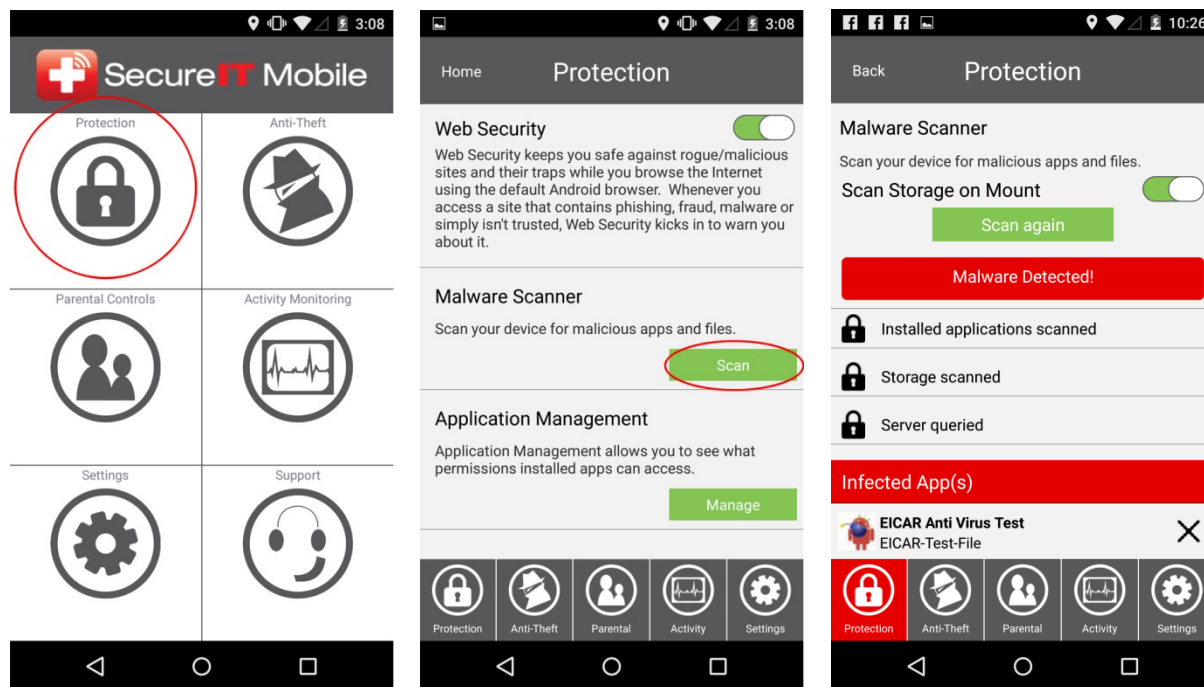 3:08
SecureIT Mobile
Protection
Anti-Theft
Parental Controls
Activity Monitoring
Settings
Support
3:08
Home
Protection
Web Security
Web Security keeps you safe against rogue/malicious
sites and their traps while you browse the Internet
using the default Android browser. Whenever you
access a site that contains phishing, fraud, malware or
simply isn't trusted, Web Security kicks in to warn you
about it.
Malware Scanner
Scan your device for malicious apps and files.
Scan
Application Management
Application Management allows you to see what
permissions installed apps can access.
Manage
Protection
Anti-Theft
Parental
Activity
Settings
10:26
Back
Protection
Malware Scanner
Scan your device for malicious apps and files.
Scan Storage on Mount
Scan again
Malware Detected!
Installed applications scanned
Storage scanned
Server queried
Infected App(s)
EICAR Anti Virus Test
EICAR-Test-File
Protection
Anti-Theft
Parental
Activity
Settings